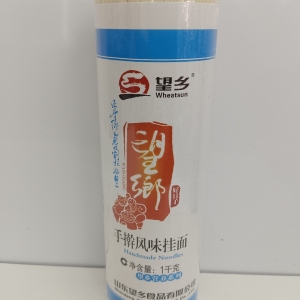 望乡
Wheatsun
望鄉
手擀风味挂面
Handmade Noodles
净含量:1千克
山东望乡食品有限公司